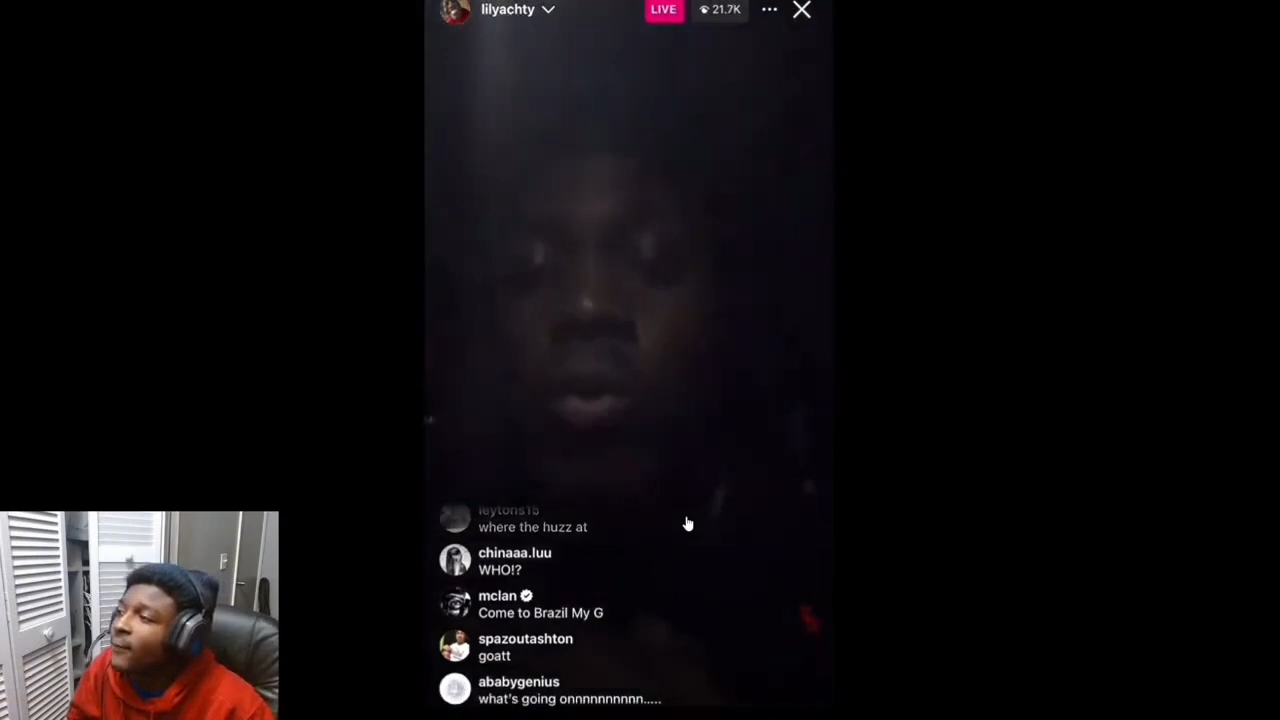 lilyachty
LIVE
21.7K
leytons15
where the huzz at
chinaaa.luu
WHO!?
mclan
Come to Brazil My G
spazoutashton
goatt
ababygenius
what's going onnnnnnnnnn.....